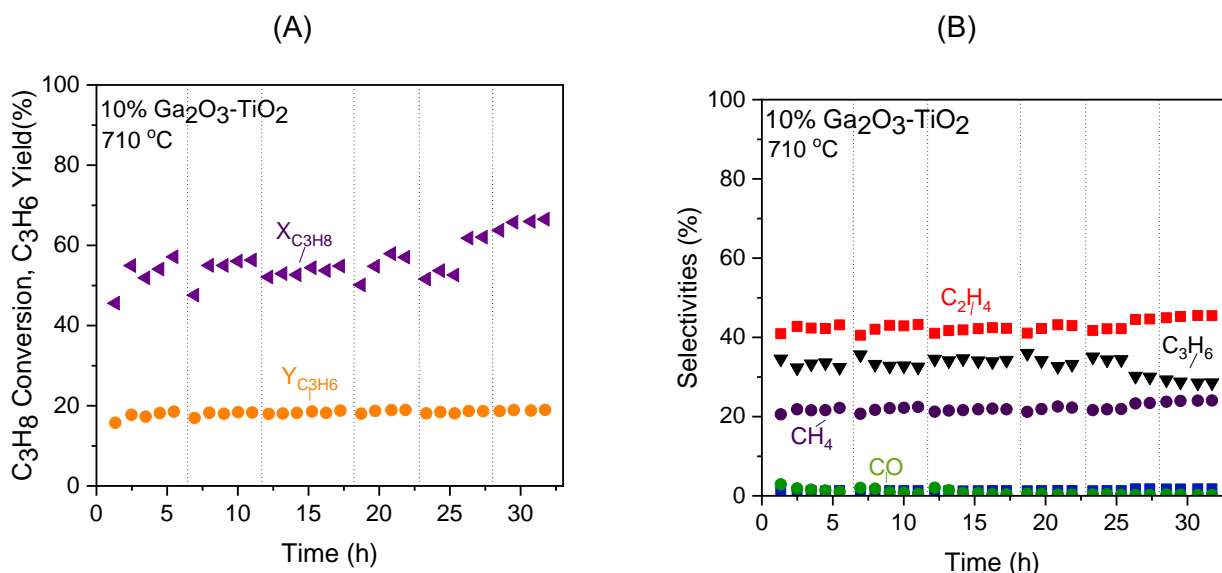 (A)
C3H8 Conversion, C3H6 Yield(%)
100
80
60
40
20
0
10% Ga2O3-TiO2
710 °C
XC3H8
YC3H6
0 5 10 15 20 25 30
Time (h)
(B)
Selectivities (%)
100
80
60
40
20
0
10% Ga2O3-TiO2
710 °C
C2H4
C3H6
CH4
CO
0 5 10 15 20 25 30
Time (h)